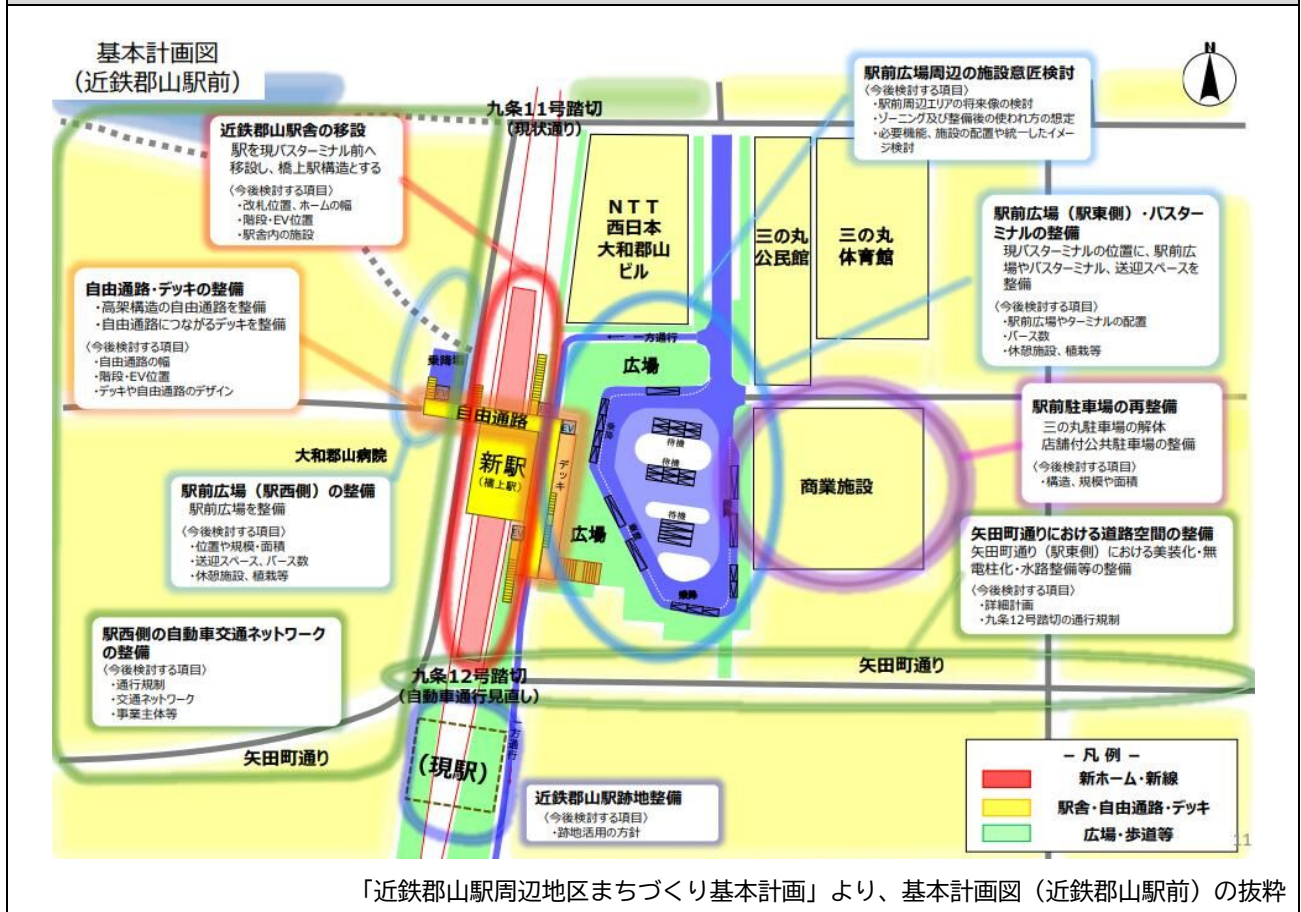 基本計画図
(近鉄郡山駅前)
N
九条11号踏切
(現状通り)
近鉄郡山駅舎の移設
駅を現バスターミナル前へ
移設し、橋上駅構造とする
〈今後検討する項目〉
・改札位置、ホームの幅
・階段・EV位置
・駅舎内の施設
自由通路・デッキの整備
・高架構造の自由通路を整備
・自由通路につながるデッキを整備
〈今後検討する項目〉
・自由通路の幅
・階段・EV位置
・デッキや自由通路のデザイン
大和郡山病院
駅前広場(駅西側)の整備
駅前広場を整備
〈今後検討する項目〉
・位置や規模・面積
・送迎スペース、バース数
・休憩施設、植栽等
駅西側の自動車交通ネットワーク
の整備
〈今後検討する項目〉
・通行規制
・交通ネットワーク
・事業主体等
矢田町通り
NTT
西日本
大和郡山
ビル
三の丸
公民館
三の丸
体育館
一方通行
広場
乗降場
自由通路
EV
新駅
(橋上駅)
デッキ
EV
広場
乗降
待機
待機
待機
乗降
乗降
商業施設
九条12号踏切
(自動車通行見直し)
一方通行
(現駅)
矢田町通り
駅前広場周辺の施設意匠検討
〈今後検討する項目〉
・駅前周辺エリアの将来像の検討
・ゾーニング及び整備後の使われ方の想定
・必要機能、施設の配置や統一したイメ
ージ検討
駅前広場(駅東側)・バスター
ミナルの整備
現バスターミナルの位置に、駅前広
場やバスターミナル、送迎スペースを
整備
〈今後検討する項目〉
・駅前広場やターミナルの配置
・バース数
・休憩施設、植栽等
駅前駐車場の再整備
三の丸駐車場の解体
店舗付公共駐車場の整備
〈今後検討する項目〉
・構造、規模や面積
矢田町通りにおける道路空間の整備
矢田町通り(駅東側)における美装化・無
電柱化・水路整備等の整備
〈今後検討する項目〉
・詳細計画
・九条12号踏切の通行規制
近鉄郡山駅跡地整備
〈今後検討する項目〉
・跡地活用の方針
- 凡例 -
新ホーム・新線
駅舎・自由通路・デッキ
広場・歩道等
11
「近鉄郡山駅周辺地区まちづくり基本計画」より、基本計画図(近鉄郡山駅前)の抜粋